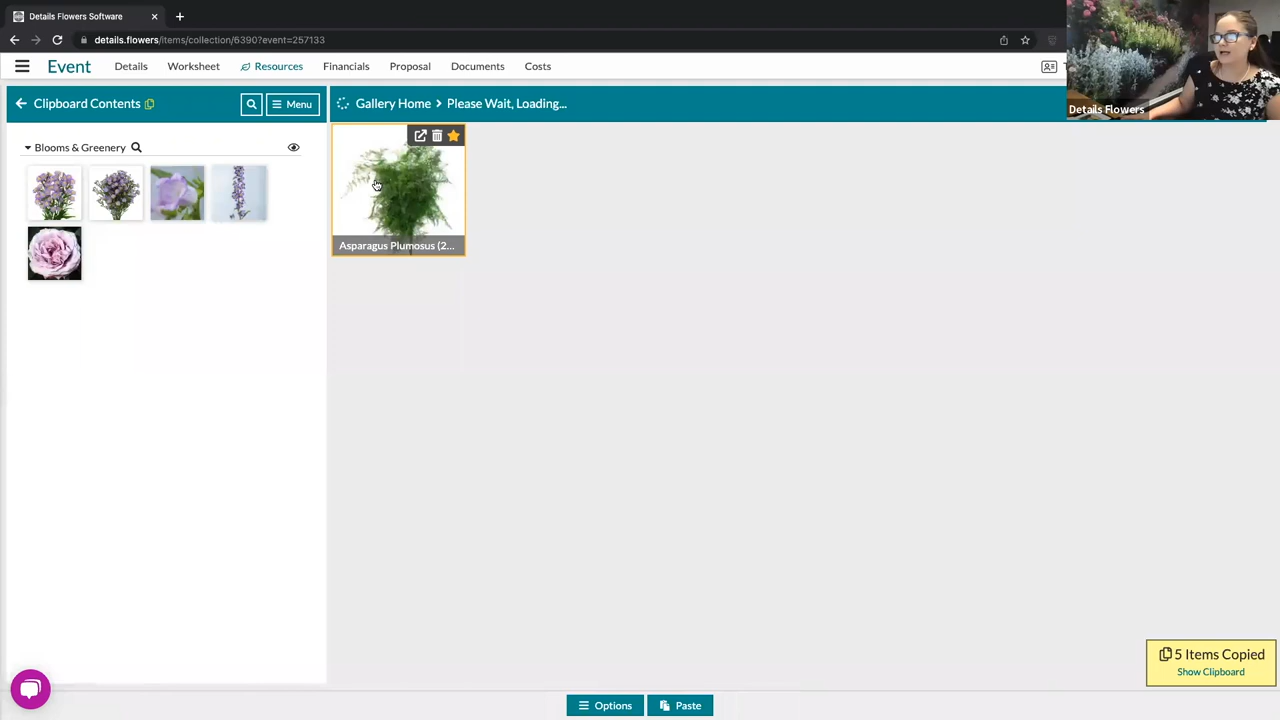 Details Flowers Software
details.flowers/items/collection/6390?event=257133
Event
Details
Worksheet
Resources
Financials
Proposal
Documents
Costs
Details Flowers
Clipboard Contents
Menu
Gallery Home > Please Wait, Loading...
Blooms & Greenery
Asparagus Plumosus (2...
5 Items Copied
Show Clipboard
Options
Paste